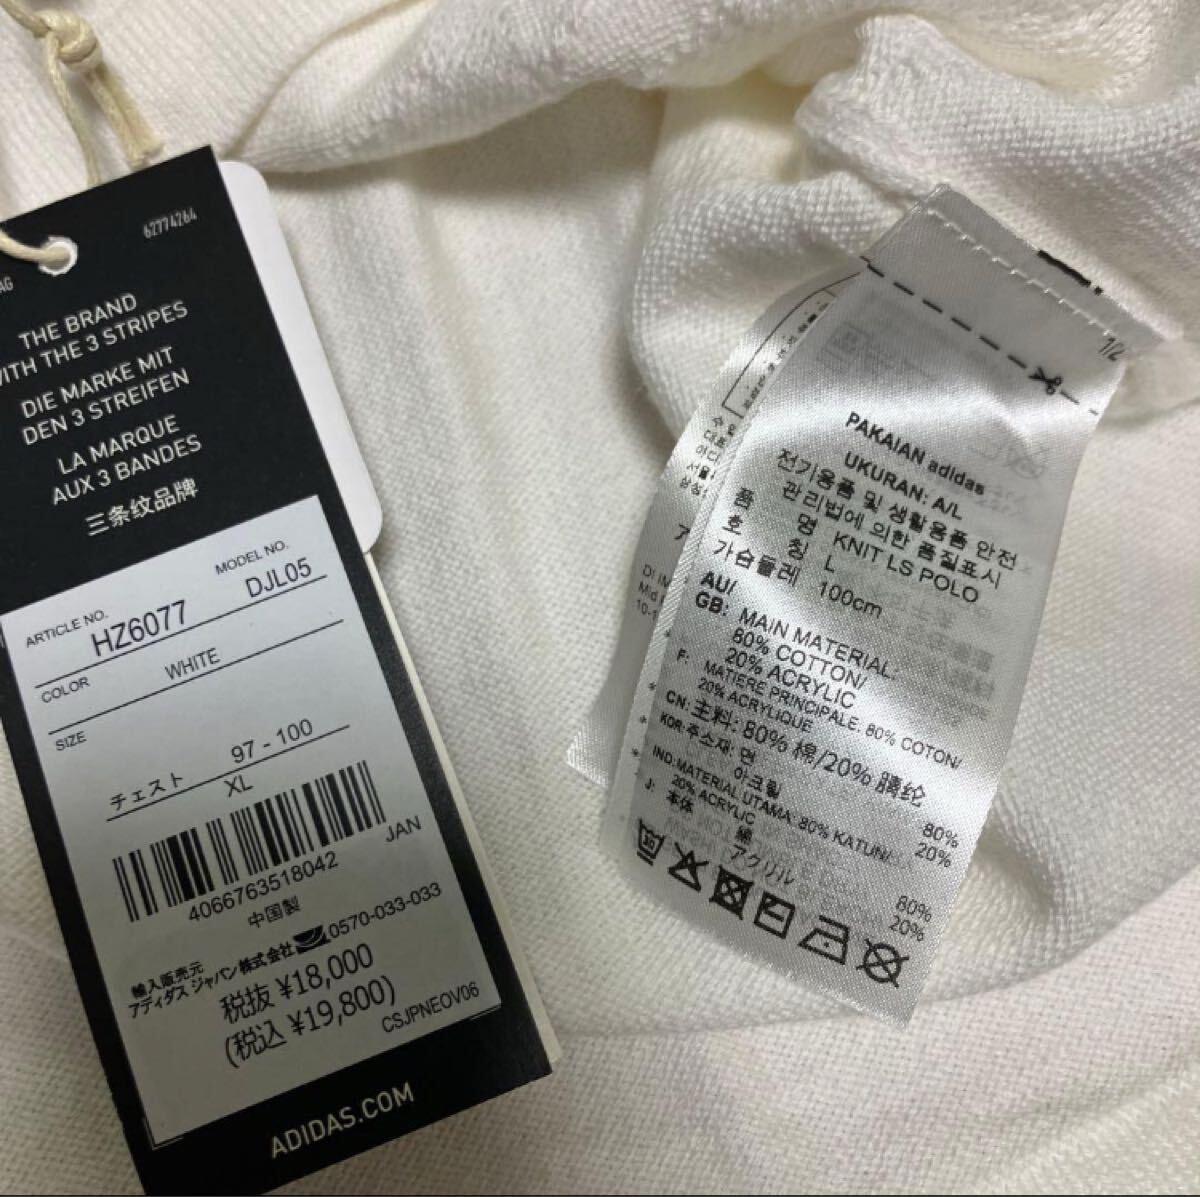 62774264
THE BRAND
WITH THE 3 STRIPES
DIE MARKE MIT
DEN 3 STREIFEN
LA MARQUE
AUX 3 BANDES
三条纹品牌
ARTICLE NO. MODEL NO.
HZ6077 DJL05
COLOR WHITE
SIZE
チェスト 97 - 100
XL
JAN
4066763518042
中国製
輸入販売元
アディダス ジャパン株式会社 0570-033-033
税抜 ¥18,000
(税込 ¥19,800)
CSJPNEOV06
ADIDAS.COM
1/2
PAKAIAN adidas
UKURAN: A/L
전기용품 및 생활용품 안전
관리법에 의한 품질표시
품 명 KNIT LS POLO
호 칭 L
가슴둘레 100cm
AU/
GB: MAIN MATERIAL:
80% COTTON/
20% ACRYLIC
F: MATIERE PRINCIPALE: 80% COTON/
20% ACRYLIQUE
CN: 主料: 80% 棉/20% 腈纶
KOR: 주소재: 면 80%
아크릴 20%
IND: MATERIAL UTAMA: 80% KATUN/
20% ACRYLIC
J: 本体 綿 80%
アクリル 20%
30